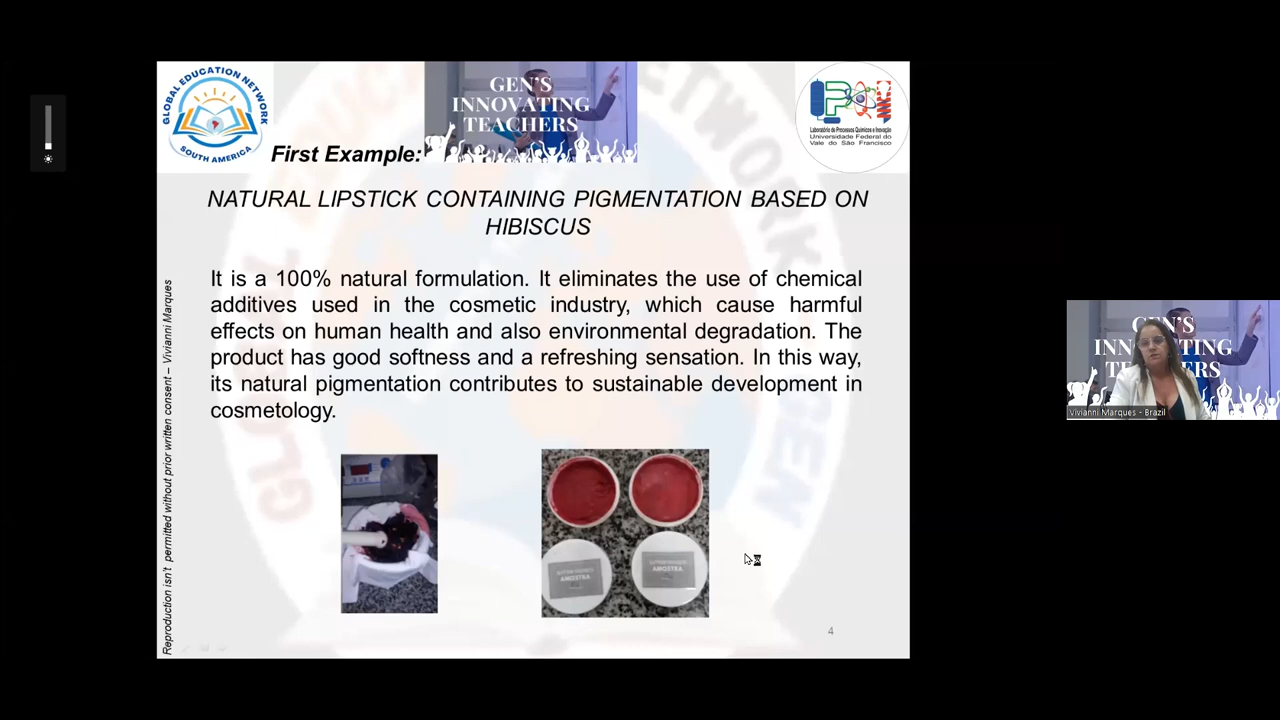 GLOBAL EDUCATION NETWORK
SOUTH AMERICA
GEN'S
INNOVATING
TEACHERS
Laboratório de Processos Químicos e Inovação
Universidade Federal do
Vale do São Francisco
First Example:
NATURAL LIPSTICK CONTAINING PIGMENTATION BASED ON
HIBISCUS
It is a 100% natural formulation. It eliminates the use of chemical
additives used in the cosmetic industry, which cause harmful
effects on human health and also environmental degradation. The
product has good softness and a refreshing sensation. In this way,
its natural pigmentation contributes to sustainable development in
cosmetology.
Reproduction isn't permitted without prior written consent – Vivianni Marques
AMOSTRA
AMOSTRA
4
GEN'S
Vivianni Marques - Brazil